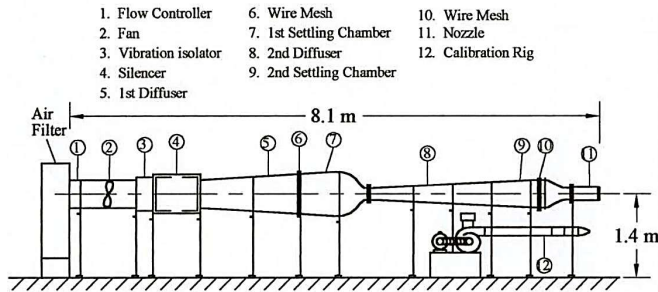 1. Flow Controller
2. Fan
3. Vibration isolator
4. Silencer
5. 1st Diffuser
6. Wire Mesh
7. 1st Settling Chamber
8. 2nd Diffuser
9. 2nd Settling Chamber
10. Wire Mesh
11. Nozzle
12. Calibration Rig
Air
Filter
8.1 m
1 2 3 4 5 6 7 8 9 10 11
1.4 m
12